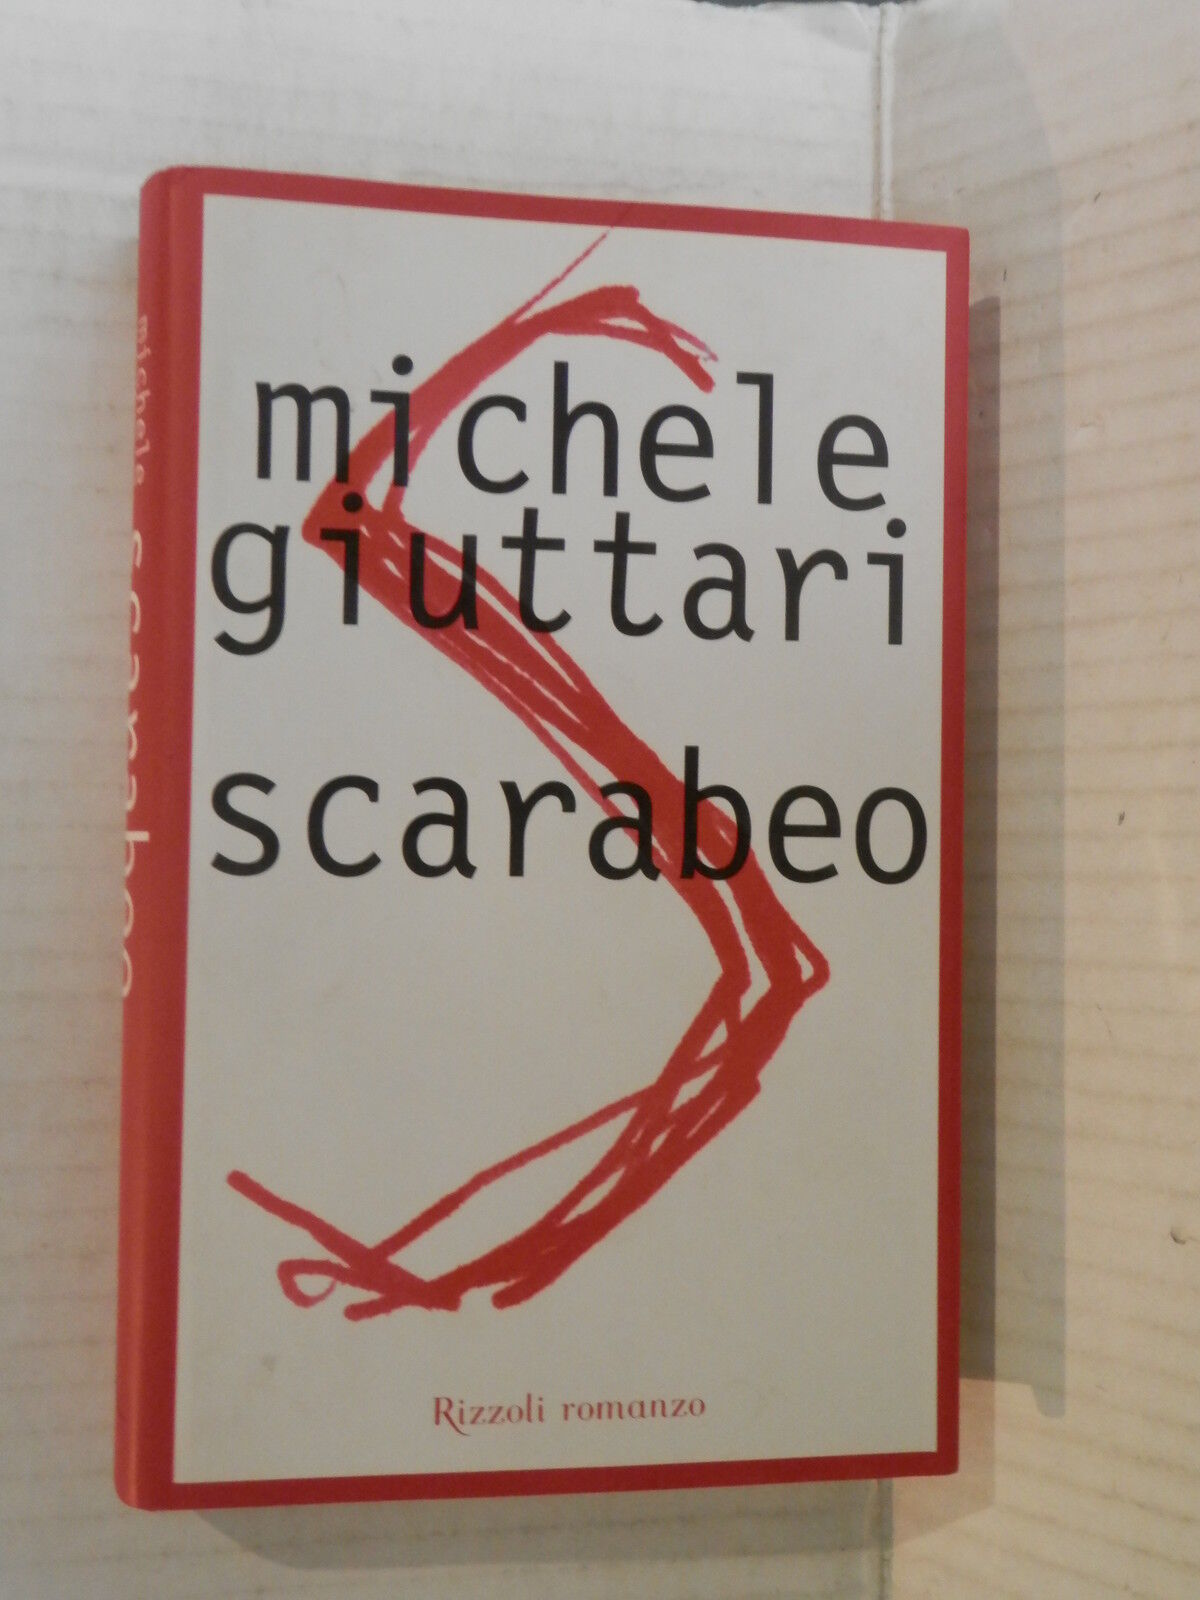 michele
giuttari
scarabeo
Rizzoli romanzo
michele scarabeo